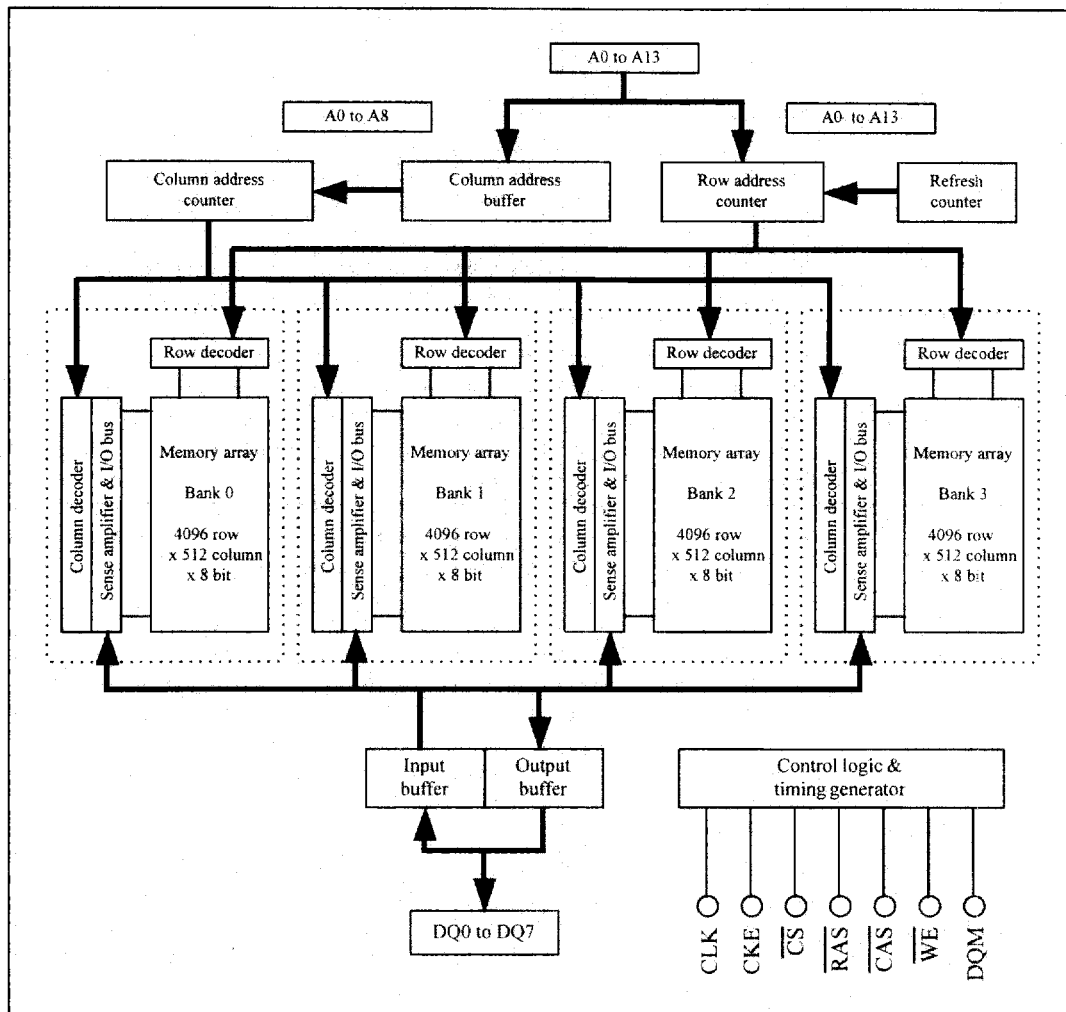 A0 to A13
A0 to A8
A0 to A13
Column address
counter
Column address
buffer
Row address
counter
Refresh
counter
Row decoder
Column decoder
Sense amplifier & I/O bus
Memory array
Bank 0
4096 row
x 512 column
x 8 bit
Row decoder
Column decoder
Sense amplifier & I/O bus
Memory array
Bank 1
4096 row
x 512 column
x 8 bit
Row decoder
Column decoder
Sense amplifier & I/O bus
Memory array
Bank 2
4096 row
x 512 column
x 8 bit
Row decoder
Column decoder
Sense amplifier & I/O bus
Memory array
Bank 3
4096 row
x 512 column
x 8 bit
Input
buffer
Output
buffer
Control logic &
timing generator
DQ0 to DQ7
CLK
CKE
C̅S̅
R̅A̅S̅
C̅A̅S̅
W̅E̅
DQM